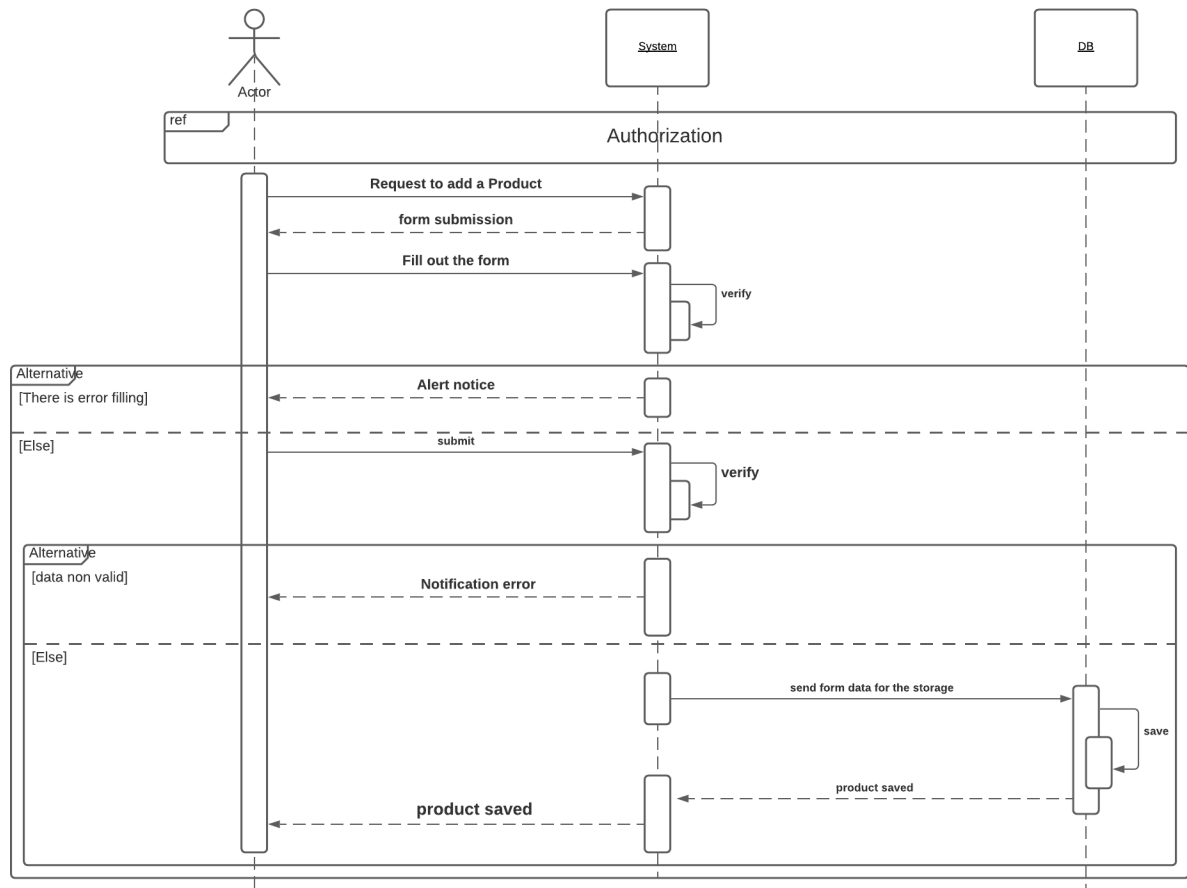 System
DB
Actor
ref
Authorization
Request to add a Product
form submission
Fill out the form
verify
Alternative
[There is error filling]
Alert notice
[Else]
submit
verify
Alternative
[data non valid]
Notification error
[Else]
send form data for the storage
save
product saved
product saved